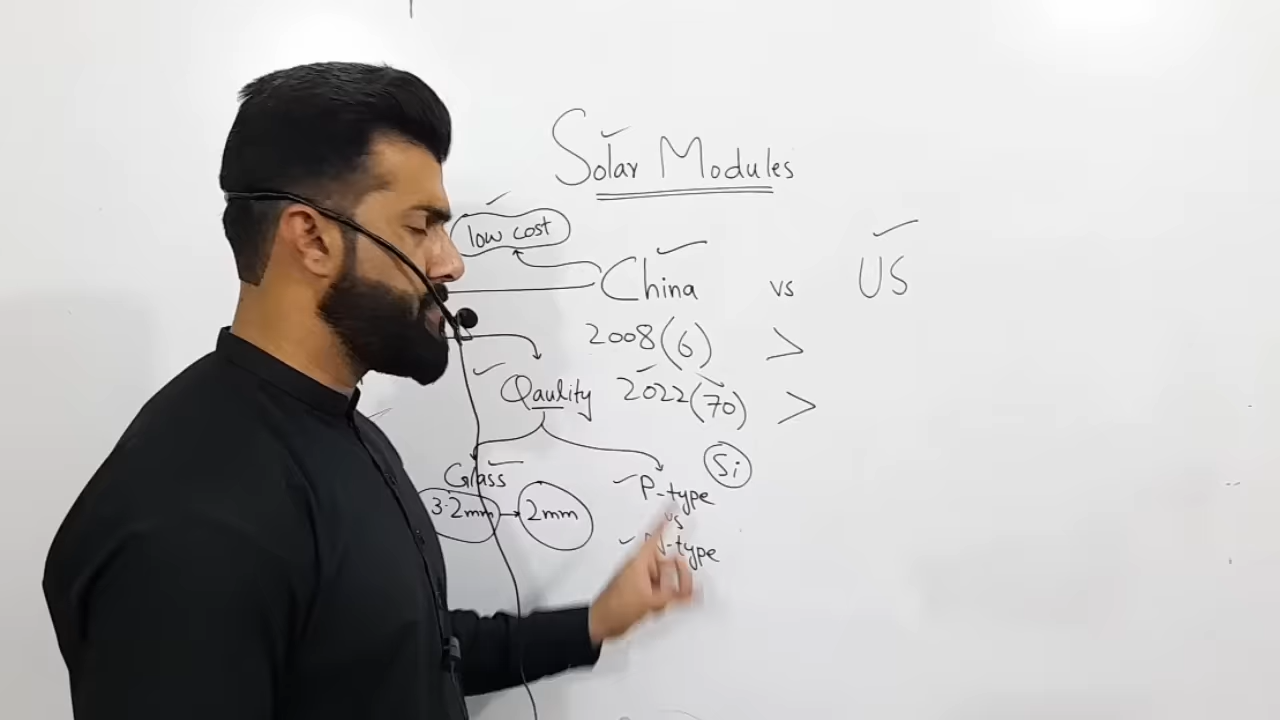 Solar Modules
low cost
China vs US
2008(6) >
Qaulity 2022(70) >
Si
Glass P-type
3.2mm → 2mm vs
N-type